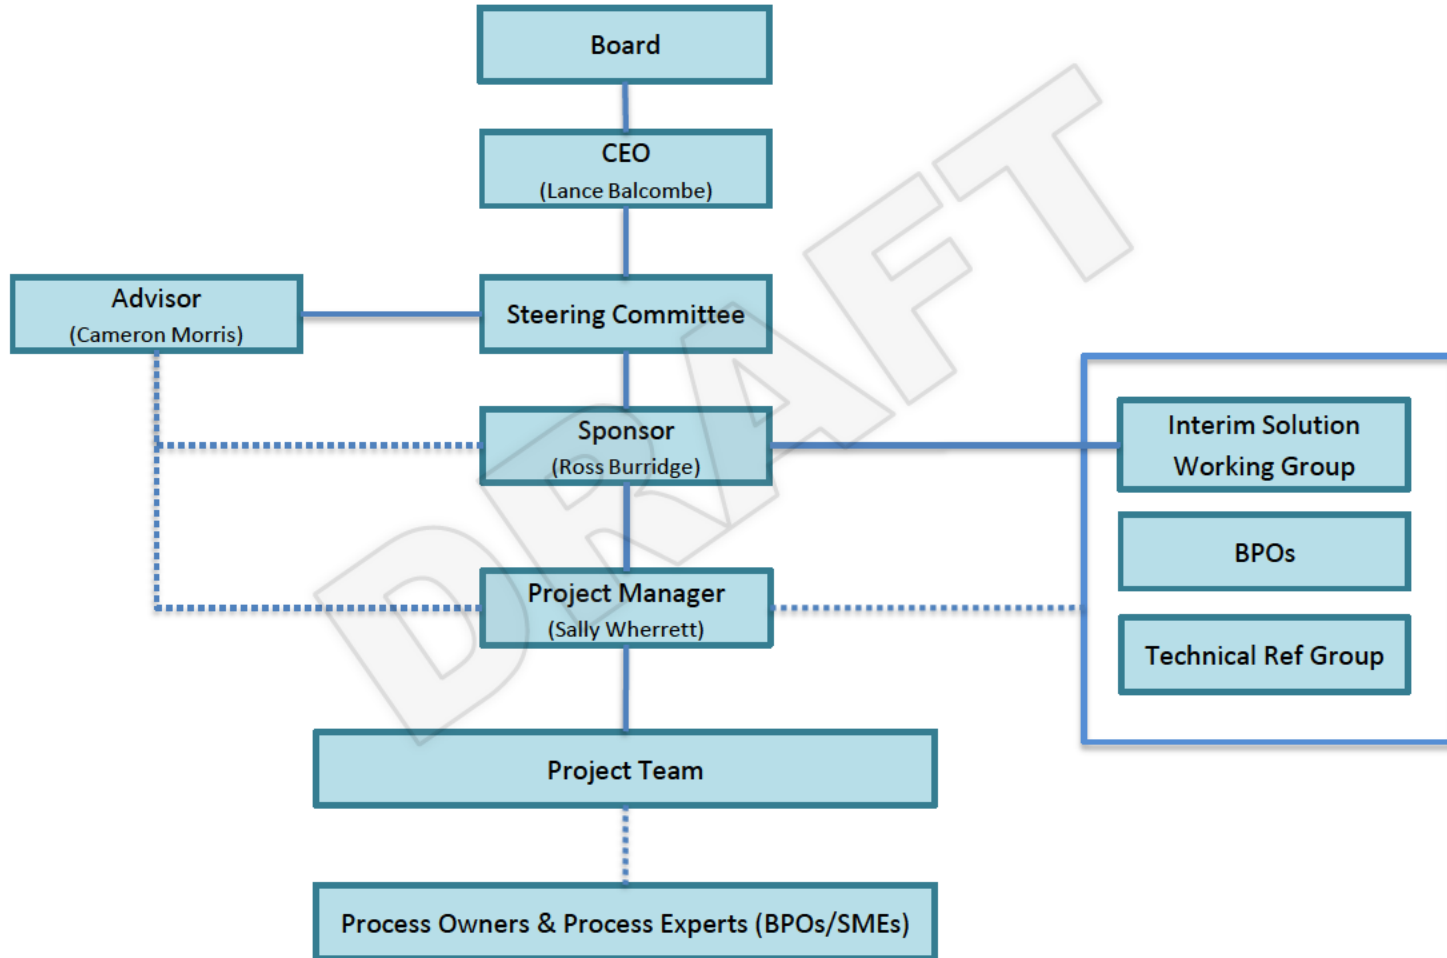 Board
CEO
(Lance Balcombe)
Advisor
(Cameron Morris)
Steering Committee
Sponsor
(Ross Burridge)
Interim Solution
Working Group
BPOs
Technical Ref Group
Project Manager
(Sally Wherrett)
Project Team
Process Owners & Process Experts (BPOs/SMEs)
DRAFT